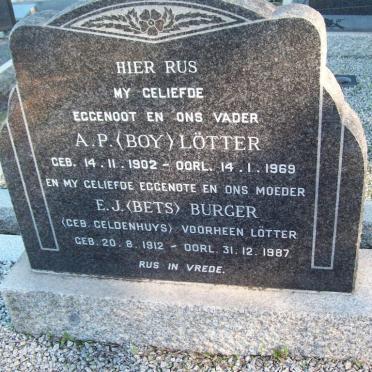 HIER RUS
MY GELIEFDE
EGGENOOT EN ONS VADER
A.P. (BOY) LÖTTER
GEB. 14.11.1902 - OORL. 14.1.1969
EN MY GELIEFDE EGGENOTE EN ONS MOEDER
E.J. (BETS) BURGER
(GEB. GELDENHUYS) VOORHEEN LÖTTER
GEB. 20.8.1912 - OORL. 31.12.1987
RUS IN VREDE.